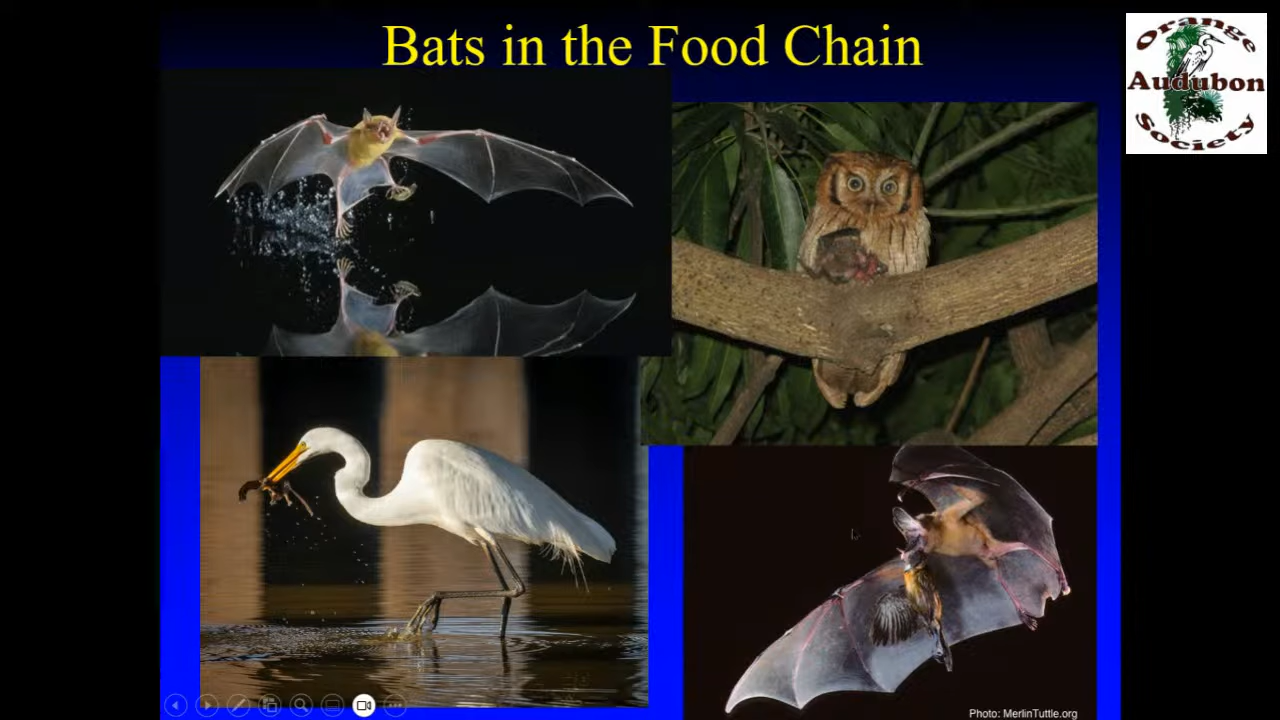 Bats in the Food Chain
Orange
Audubon
Society
Photo: MerlinTuttle.org